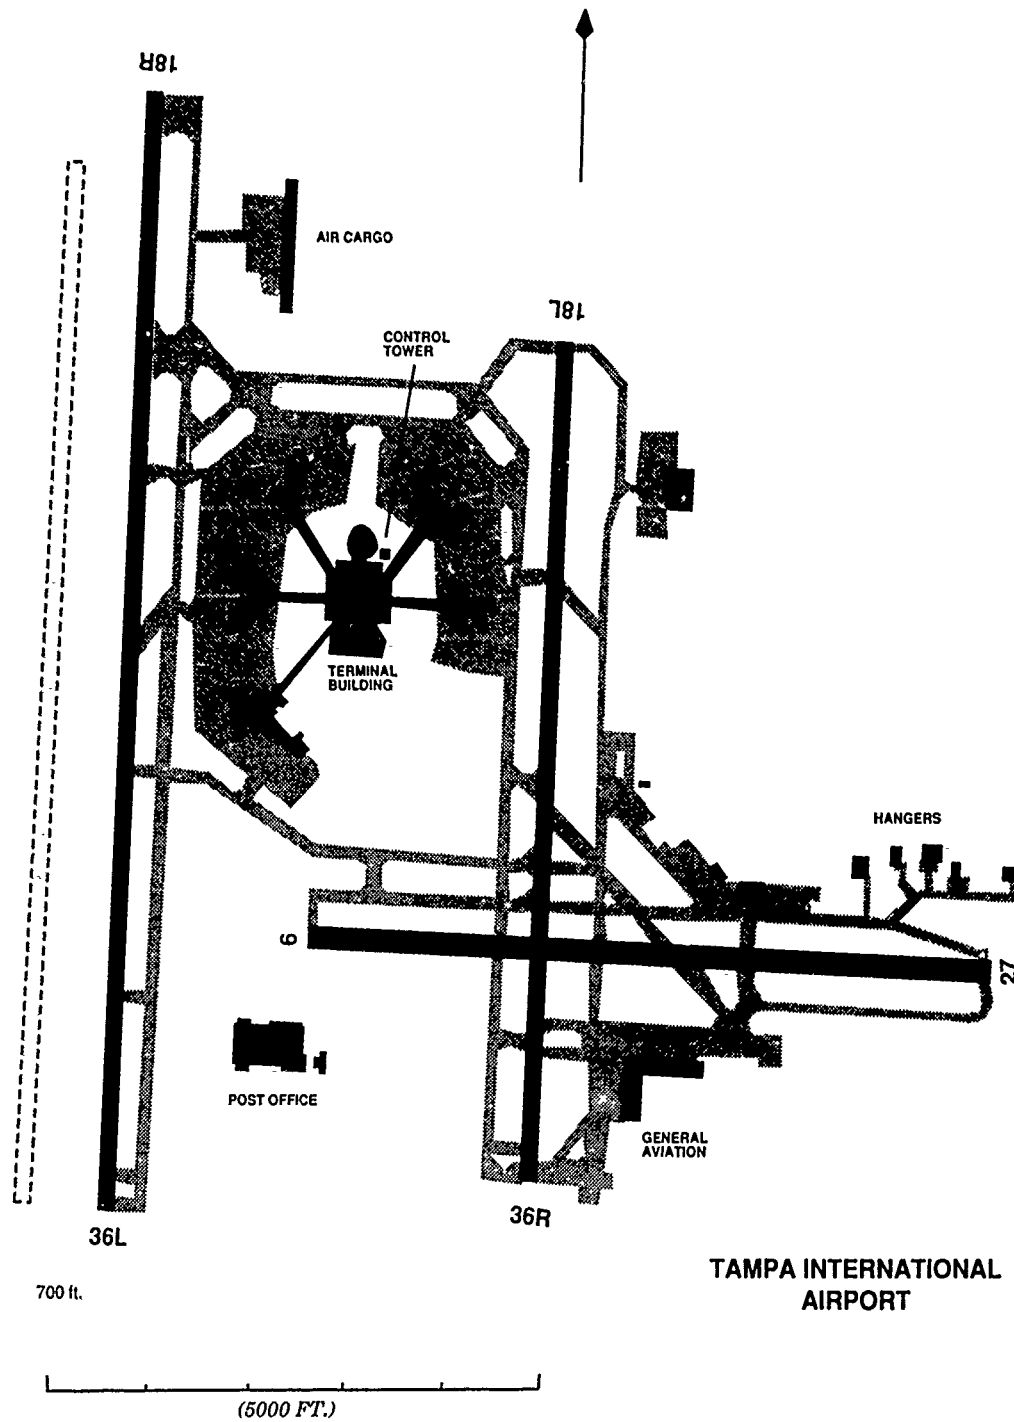 18R
AIR CARGO
18L
CONTROL
TOWER
TERMINAL
BUILDING
HANGERS
9
27
POST OFFICE
GENERAL
AVIATION
36R
36L
TAMPA INTERNATIONAL
AIRPORT
700 ft.
(5000 FT.)